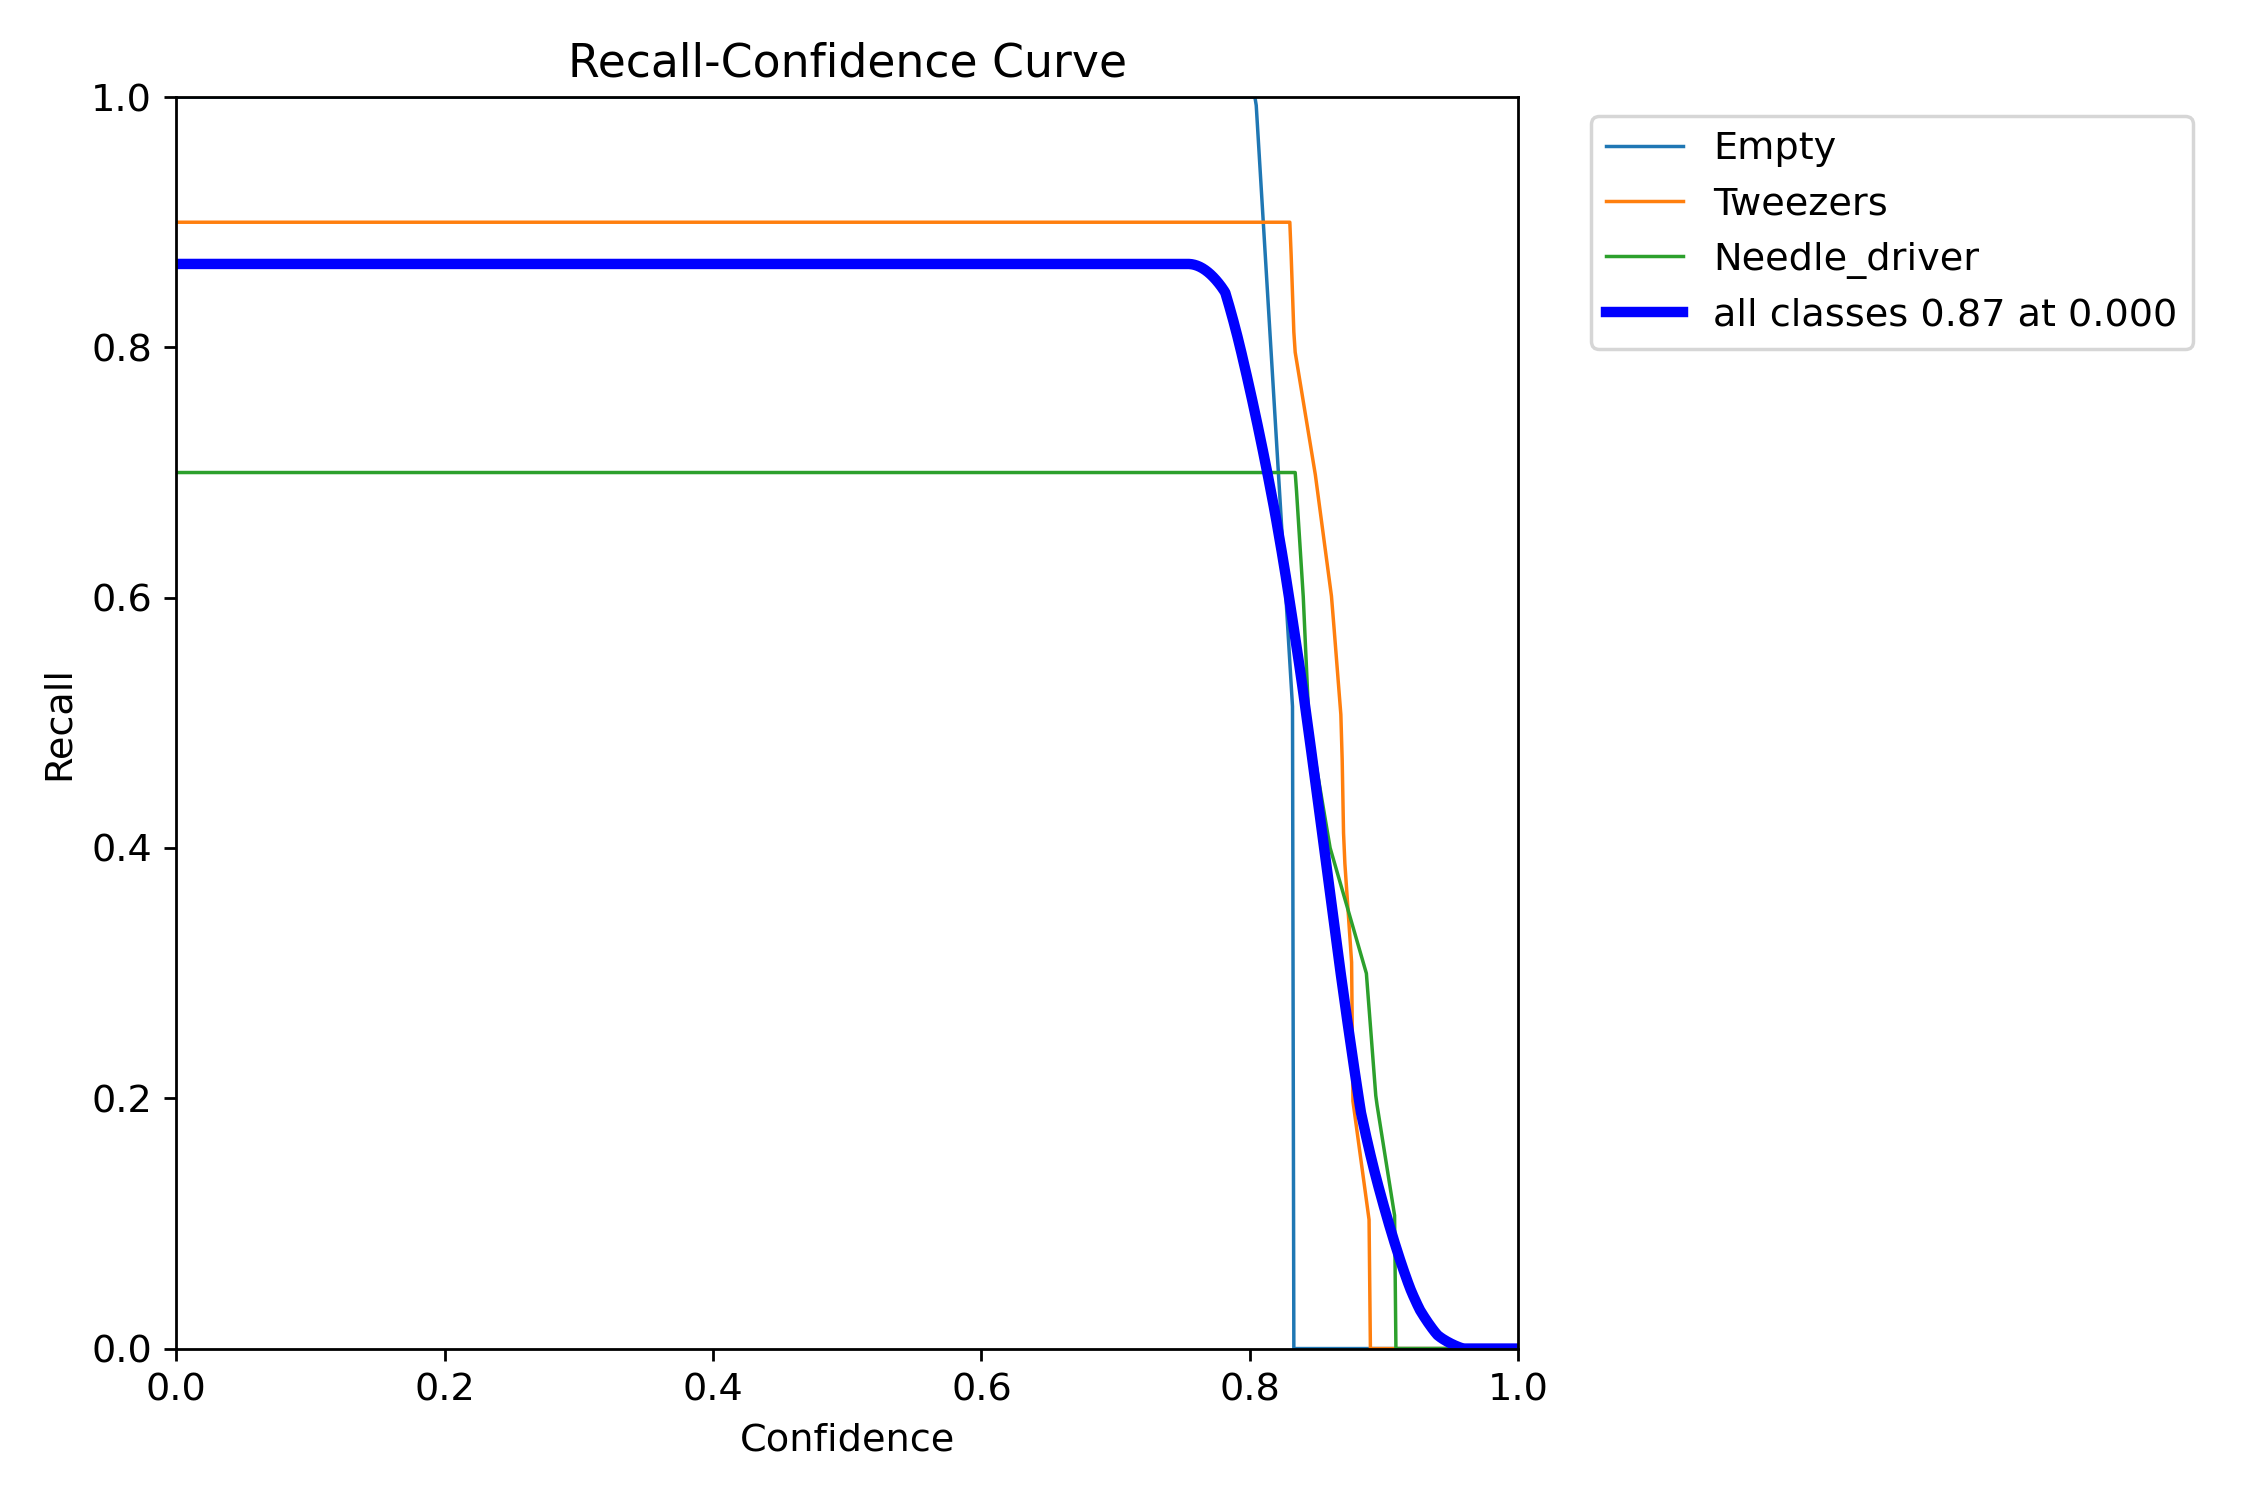 Recall-Confidence Curve
1.0
0.8
0.6
0.4
0.2
0.0
Recall
0.0 0.2 0.4 0.6 0.8 1.0
Confidence
Empty
Tweezers
Needle_driver
all classes 0.87 at 0.000